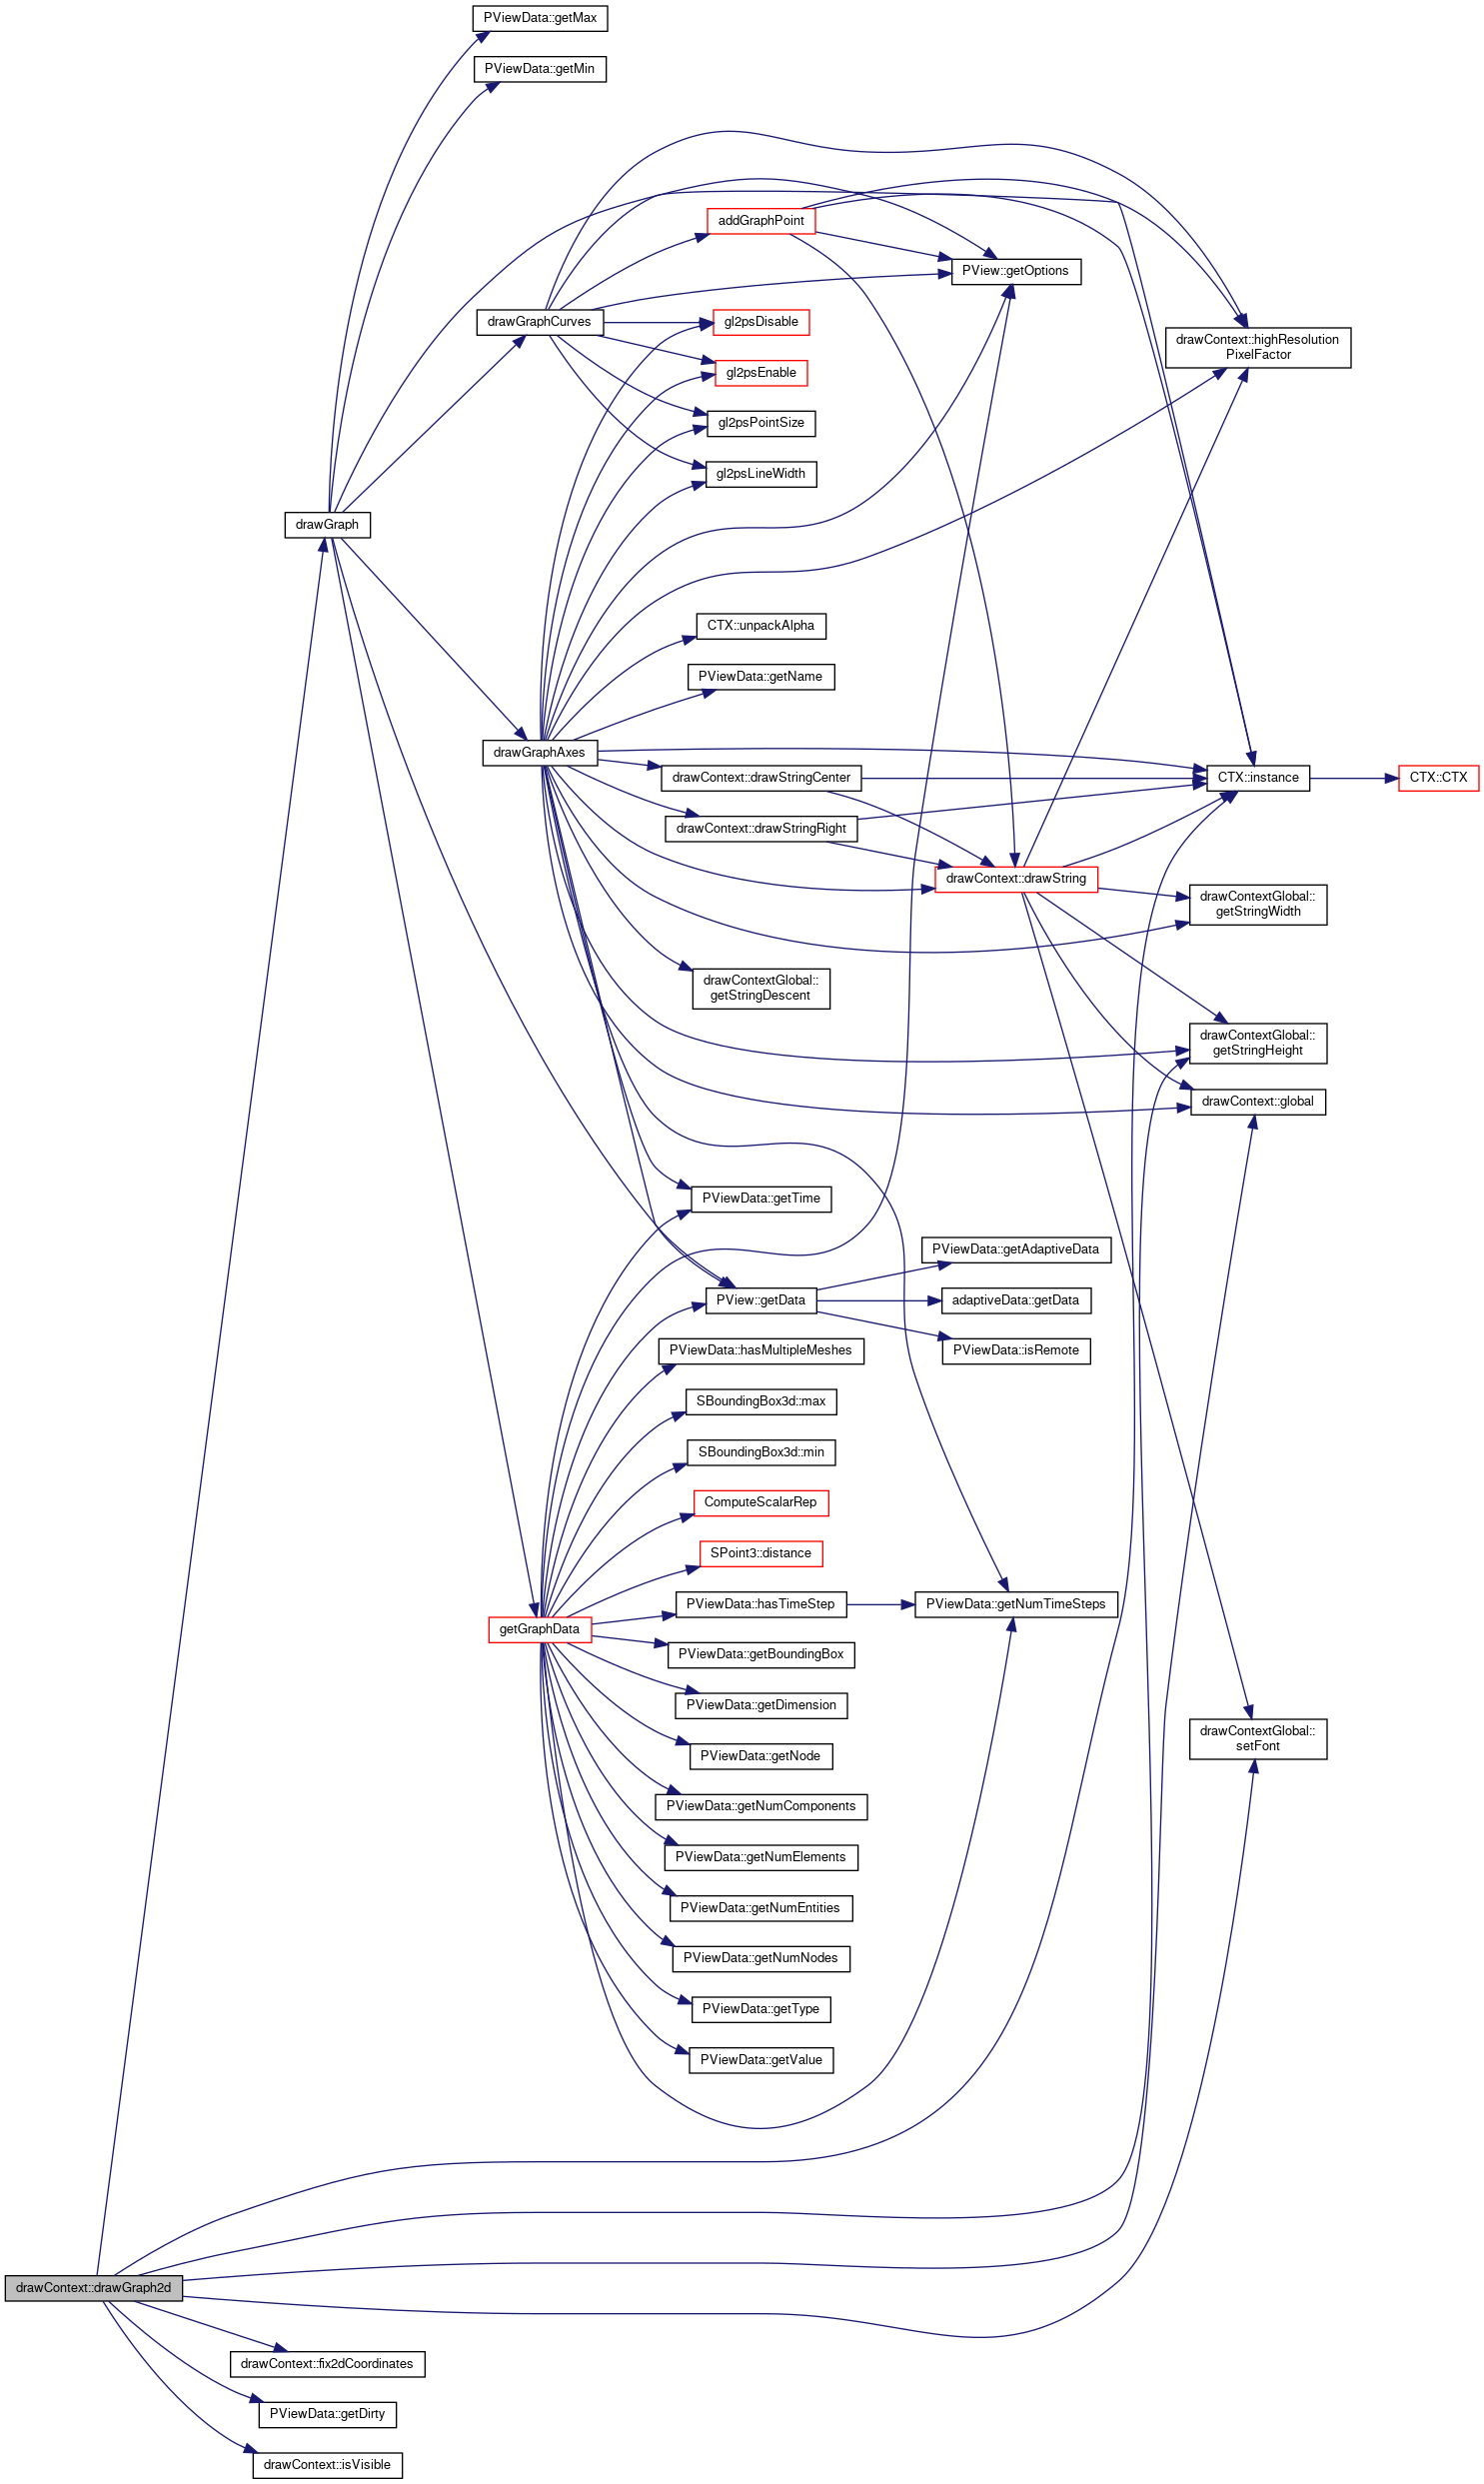 PViewData::getMax
PViewData::getMin
addGraphPoint
PView::getOptions
drawGraphCurves
gl2psDisable
drawContext::highResolution
PixelFactor
gl2psEnable
gl2psPointSize
gl2psLineWidth
drawGraph
CTX::unpackAlpha
PViewData::getName
drawGraphAxes
drawContext::drawStringCenter
CTX::instance
CTX::CTX
drawContext::drawStringRight
drawContext::drawString
drawContextGlobal::
getStringWidth
drawContextGlobal::
getStringDescent
drawContextGlobal::
getStringHeight
drawContext::global
PViewData::getTime
PViewData::getAdaptiveData
PView::getData
adaptiveData::getData
PViewData::isRemote
PViewData::hasMultipleMeshes
SBoundingBox3d::max
SBoundingBox3d::min
ComputeScalarRep
SPoint3::distance
PViewData::hasTimeStep
PViewData::getNumTimeSteps
getGraphData
PViewData::getBoundingBox
PViewData::getDimension
drawContextGlobal::
setFont
PViewData::getNode
PViewData::getNumComponents
PViewData::getNumElements
PViewData::getNumEntities
PViewData::getNumNodes
PViewData::getType
PViewData::getValue
drawContext::drawGraph2d
drawContext::fix2dCoordinates
PViewData::getDirty
drawContext::isVisible